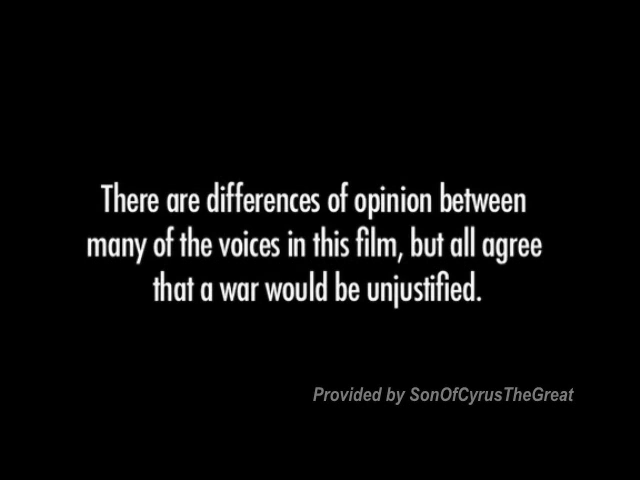 There are differences of opinion between
many of the voices in this film, but all agree
that a war would be unjustified.
Provided by SonOfCyrusTheGreat